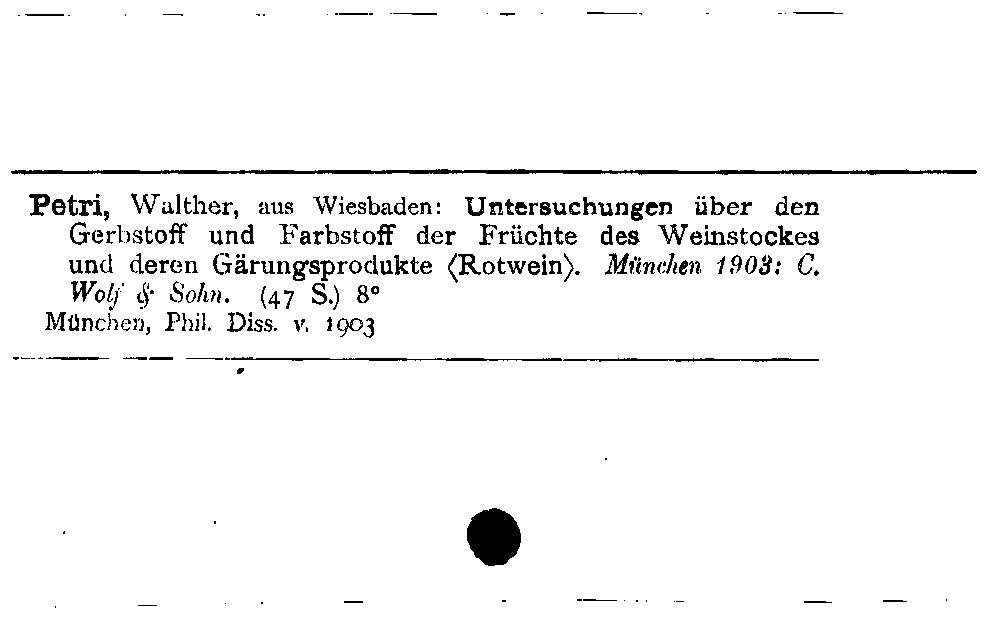 Petri, Walther, aus Wiesbaden: Untersuchungen über den
Gerbstoff und Farbstoff der Früchte des Weinstockes
und deren Gärungsprodukte ⟨Rotwein⟩. München 1903: C.
Wolf & Sohn. (47 S.) 8°
München, Phil. Diss. v. 1903